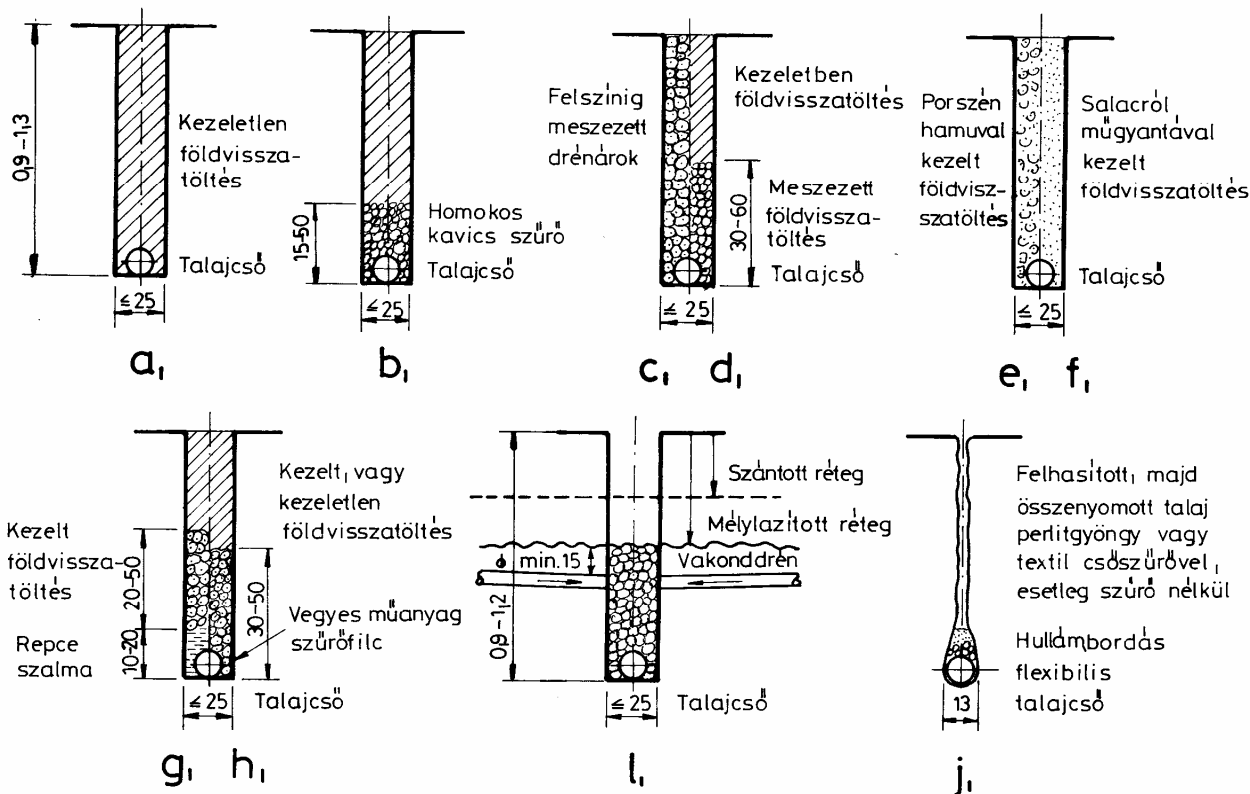 0,9-1,3
Kezeletlen
földvissza-
töltés
Talajcső
≤25
a,
15-50
Homokos
kavics szűrő
Talajcső
≤25
b,
Felszínig
meszezett
drénárok
Kezeletben
földvisszatöltés
Meszezett
földvissza-
töltés
30-60
Talajcső
≤25
c, d,
Porszén
hamuval
kezelt
földvisz-
szatöltés
Salacról
műgyantával
kezelt
földvisszatöltés
Talajcső
≤25
e, f,
Kezelt, vagy
kezeletlen
földvisszatöltés
Kezelt
földvissza-
töltés
20-50
30-50
Repce
szalma
10-20
Vegyes műanyag
szűrőfilc
≤25
Talajcső
g, h,
0,9-1,2
Szántott réteg
Mélylazított réteg
min.15
Vakonddrén
≤25
Talajcső
l,
Felhasított, majd
összenyomott talaj
perlitgyöngy vagy
textil csőszűrővel,
esetleg szűrő nélkül
Hullámbordás
flexibilis
talajcső
13
j,